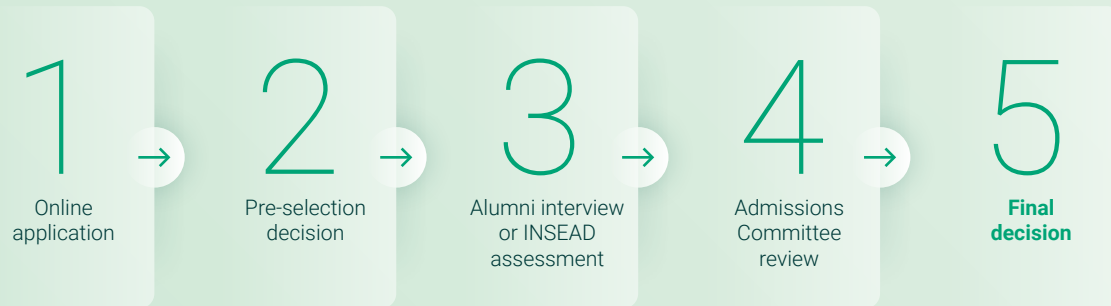 1
Online
application
2
Pre-selection
decision
3
Alumni interview
or INSEAD
assessment
4
Admissions
Committee
review
5
Final
decision